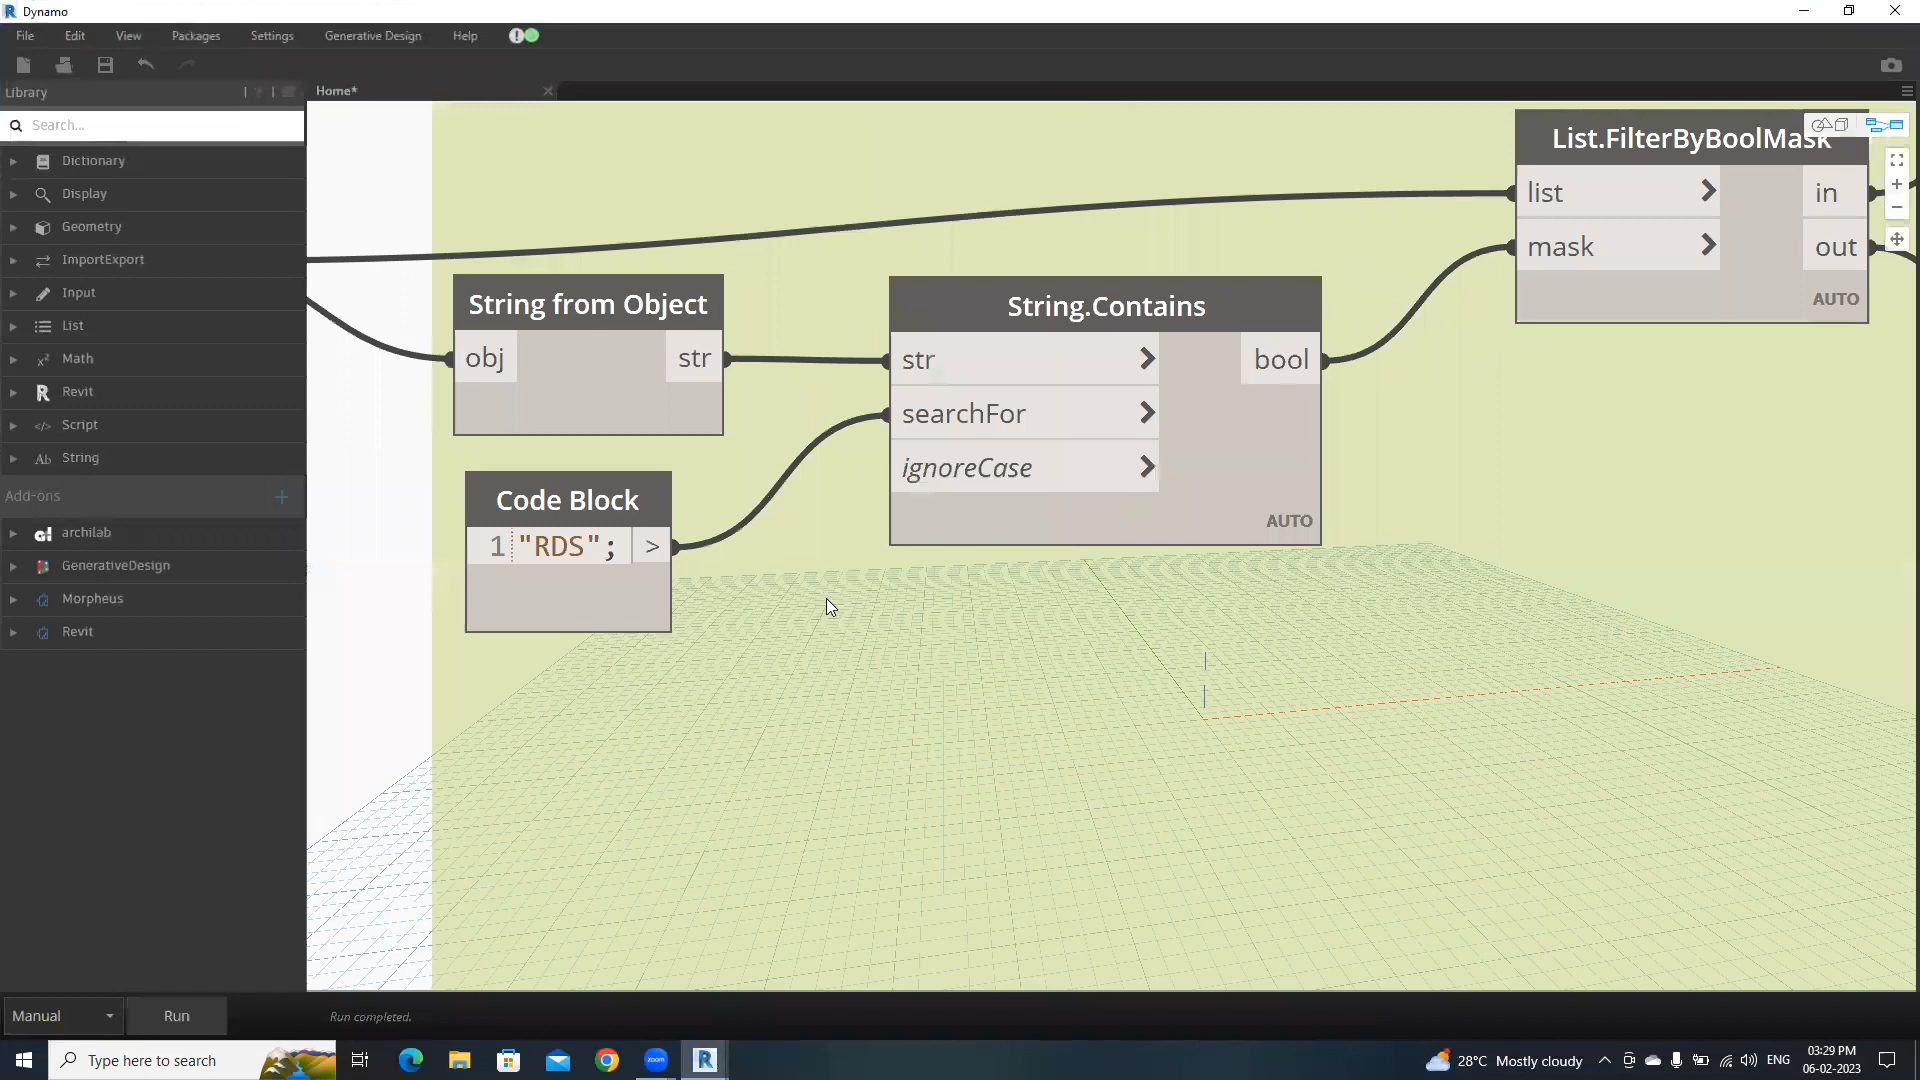 Dynamo
File Edit View Packages Settings Generative Design Help
Library
Home*
Search...
Dictionary
Display
Geometry
ImportExport
Input
List
Math
Revit
Script
String
Add-ons
archilab
GenerativeDesign
Morpheus
Revit
String from Object
obj str
Code Block
1 "RDS"; >
String.Contains
str bool
searchFor
ignoreCase
AUTO
List.FilterByBoolMask
list in
mask out
AUTO
Manual Run Run completed.
Type here to search
zoom
28°C Mostly cloudy
ENG
03:29 PM
06-02-2023